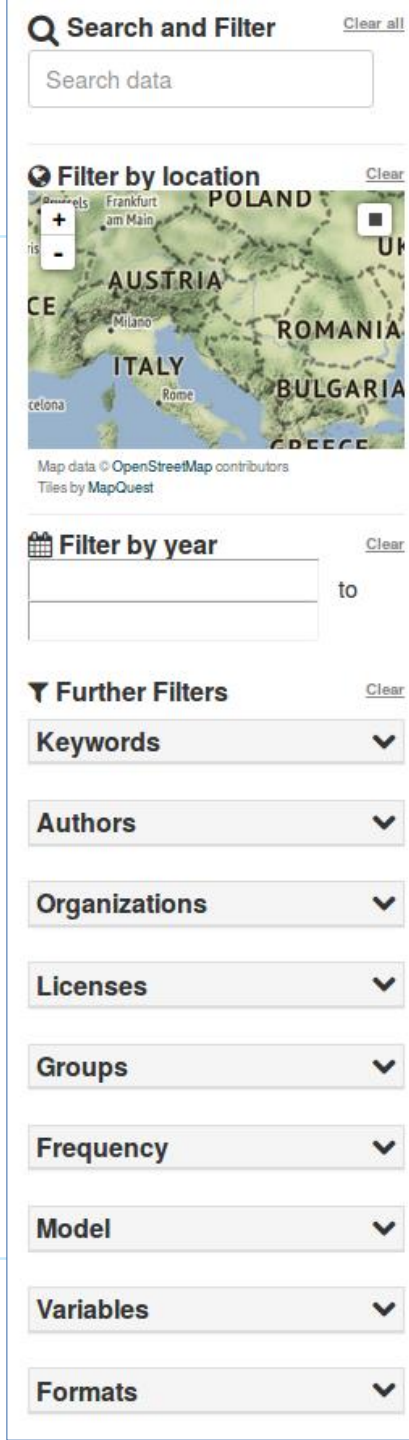 Search and Filter Clear all
Search data
Filter by location Clear
Brussels Frankfurt am Main POLAND
+
-
AUSTRIA
Milano
ROMANIA
ITALY
Rome
BULGARIA
GREECE
Map data © OpenStreetMap contributors
Tiles by MapQuest
Filter by year Clear
to
Further Filters Clear
Keywords
Authors
Organizations
Licenses
Groups
Frequency
Model
Variables
Formats